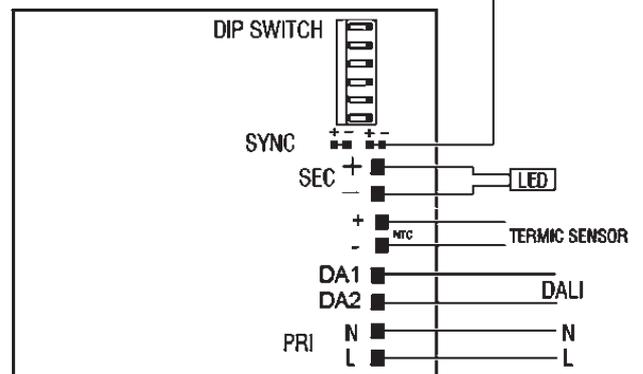 DIP SWITCH
+ - + -
SYNC
SEC +
-
LED
+
NTC
-
TERMIC SENSOR
DA1
DA2
DALI
PRI
N N
L L